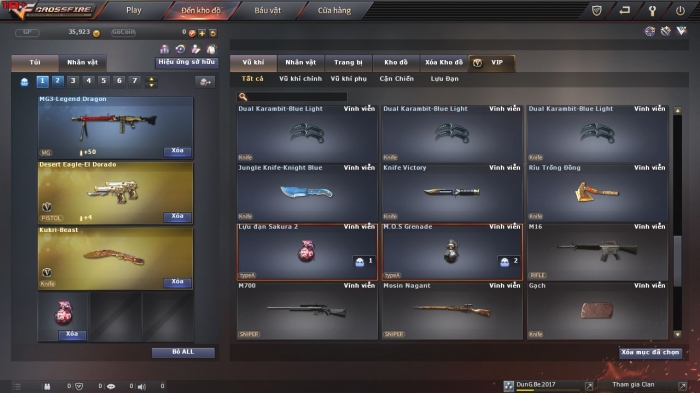 CROSSFIRE
Play
Đến kho đồ
Báu vật
Cửa hàng
GP 35,923 GoCoin 0
Túi
Nhân vật
Hiệu ứng sở hữu
1 2 3 4 5 6 7
MG3-Legend Dragon
MG +50 Xóa
Desert Eagle-El Dorado
PISTOL +4 Xóa
Kukri-Beast
Knife Xóa
Xóa
Bỏ ALL
Vũ khí Nhân vật Trang bị Kho đồ Xóa Kho đồ VIP
Tất cả Vũ khí chính Vũ khí phụ Cận Chiến Lựu Đạn
Dual Karambit-Blue Light Vĩnh viễn
Knife
Dual Karambit-Blue Light Vĩnh viễn
Knife
Dual Karambit-Blue Light Vĩnh viễn
Knife
Jungle Knife-Knight Blue Vĩnh viễn
Knife
Knife Victory Vĩnh viễn
Knife
Rìu Trống Đồng Vĩnh viễn
Knife
Lựu đạn Sakura 2 Vĩnh viễn
typeA 1
M.O.S Grenade Vĩnh viễn
typeA 2
M16 Vĩnh viễn
RIFLE
M700 Vĩnh viễn
SNIPER
Mosin Nagant Vĩnh viễn
SNIPER
Gạch Vĩnh viễn
Knife
Xóa mục đã chọn
0 0 0 0
DunG.Be.2017
Tham gia Clan